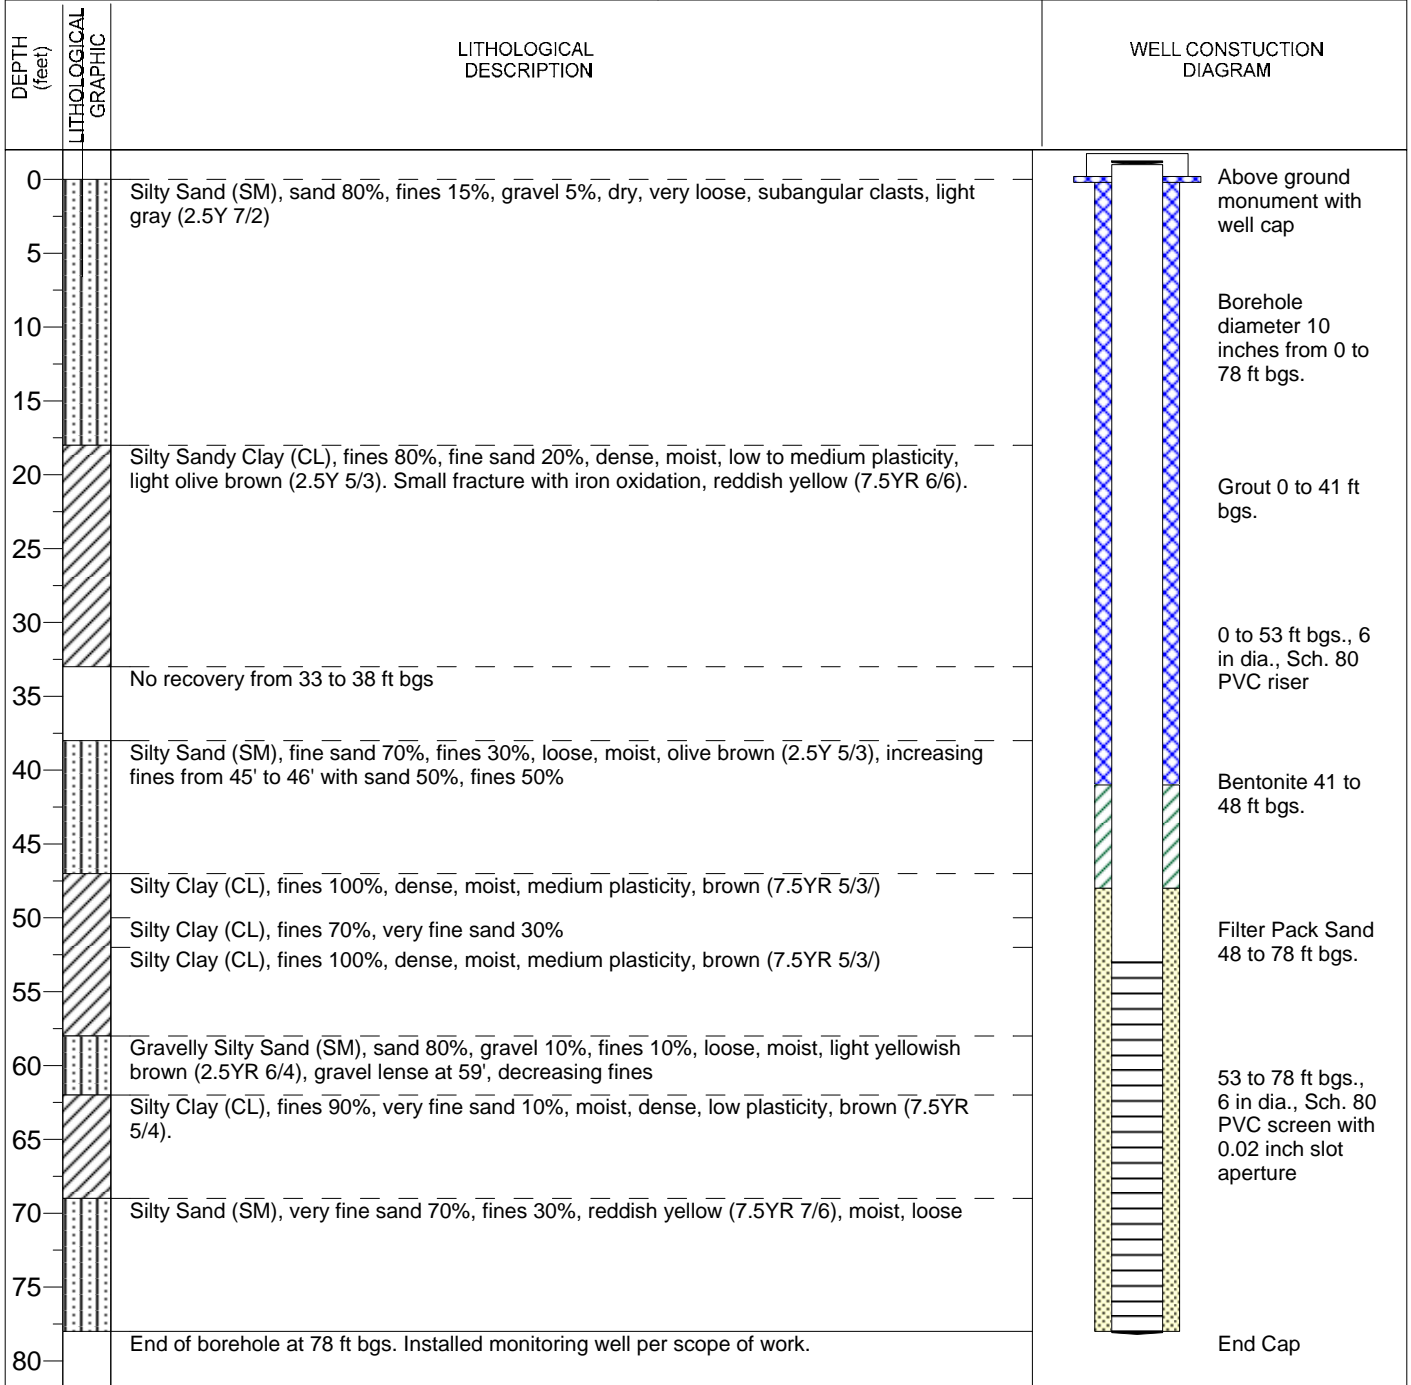 DEPTH
(feet)
LITHOLOGICAL
GRAPHIC
LITHOLOGICAL
DESCRIPTION
WELL CONSTUCTION
DIAGRAM
0
5
10
15
20
25
30
35
40
45
50
55
60
65
70
75
80
Silty Sand (SM), sand 80%, fines 15%, gravel 5%, dry, very loose, subangular clasts, light
gray (2.5Y 7/2)
Silty Sandy Clay (CL), fines 80%, fine sand 20%, dense, moist, low to medium plasticity,
light olive brown (2.5Y 5/3). Small fracture with iron oxidation, reddish yellow (7.5YR 6/6).
No recovery from 33 to 38 ft bgs
Silty Sand (SM), fine sand 70%, fines 30%, loose, moist, olive brown (2.5Y 5/3), increasing
fines from 45' to 46' with sand 50%, fines 50%
Silty Clay (CL), fines 100%, dense, moist, medium plasticity, brown (7.5YR 5/3/)
Silty Clay (CL), fines 70%, very fine sand 30%
Silty Clay (CL), fines 100%, dense, moist, medium plasticity, brown (7.5YR 5/3/)
Gravelly Silty Sand (SM), sand 80%, gravel 10%, fines 10%, loose, moist, light yellowish
brown (2.5YR 6/4), gravel lense at 59', decreasing fines
Silty Clay (CL), fines 90%, very fine sand 10%, moist, dense, low plasticity, brown (7.5YR
5/4).
Silty Sand (SM), very fine sand 70%, fines 30%, reddish yellow (7.5YR 7/6), moist, loose
End of borehole at 78 ft bgs. Installed monitoring well per scope of work.
Above ground
monument with
well cap
Borehole
diameter 10
inches from 0 to
78 ft bgs.
Grout 0 to 41 ft
bgs.
0 to 53 ft bgs., 6
in dia., Sch. 80
PVC riser
Bentonite 41 to
48 ft bgs.
Filter Pack Sand
48 to 78 ft bgs.
53 to 78 ft bgs.,
6 in dia., Sch. 80
PVC screen with
0.02 inch slot
aperture
End Cap